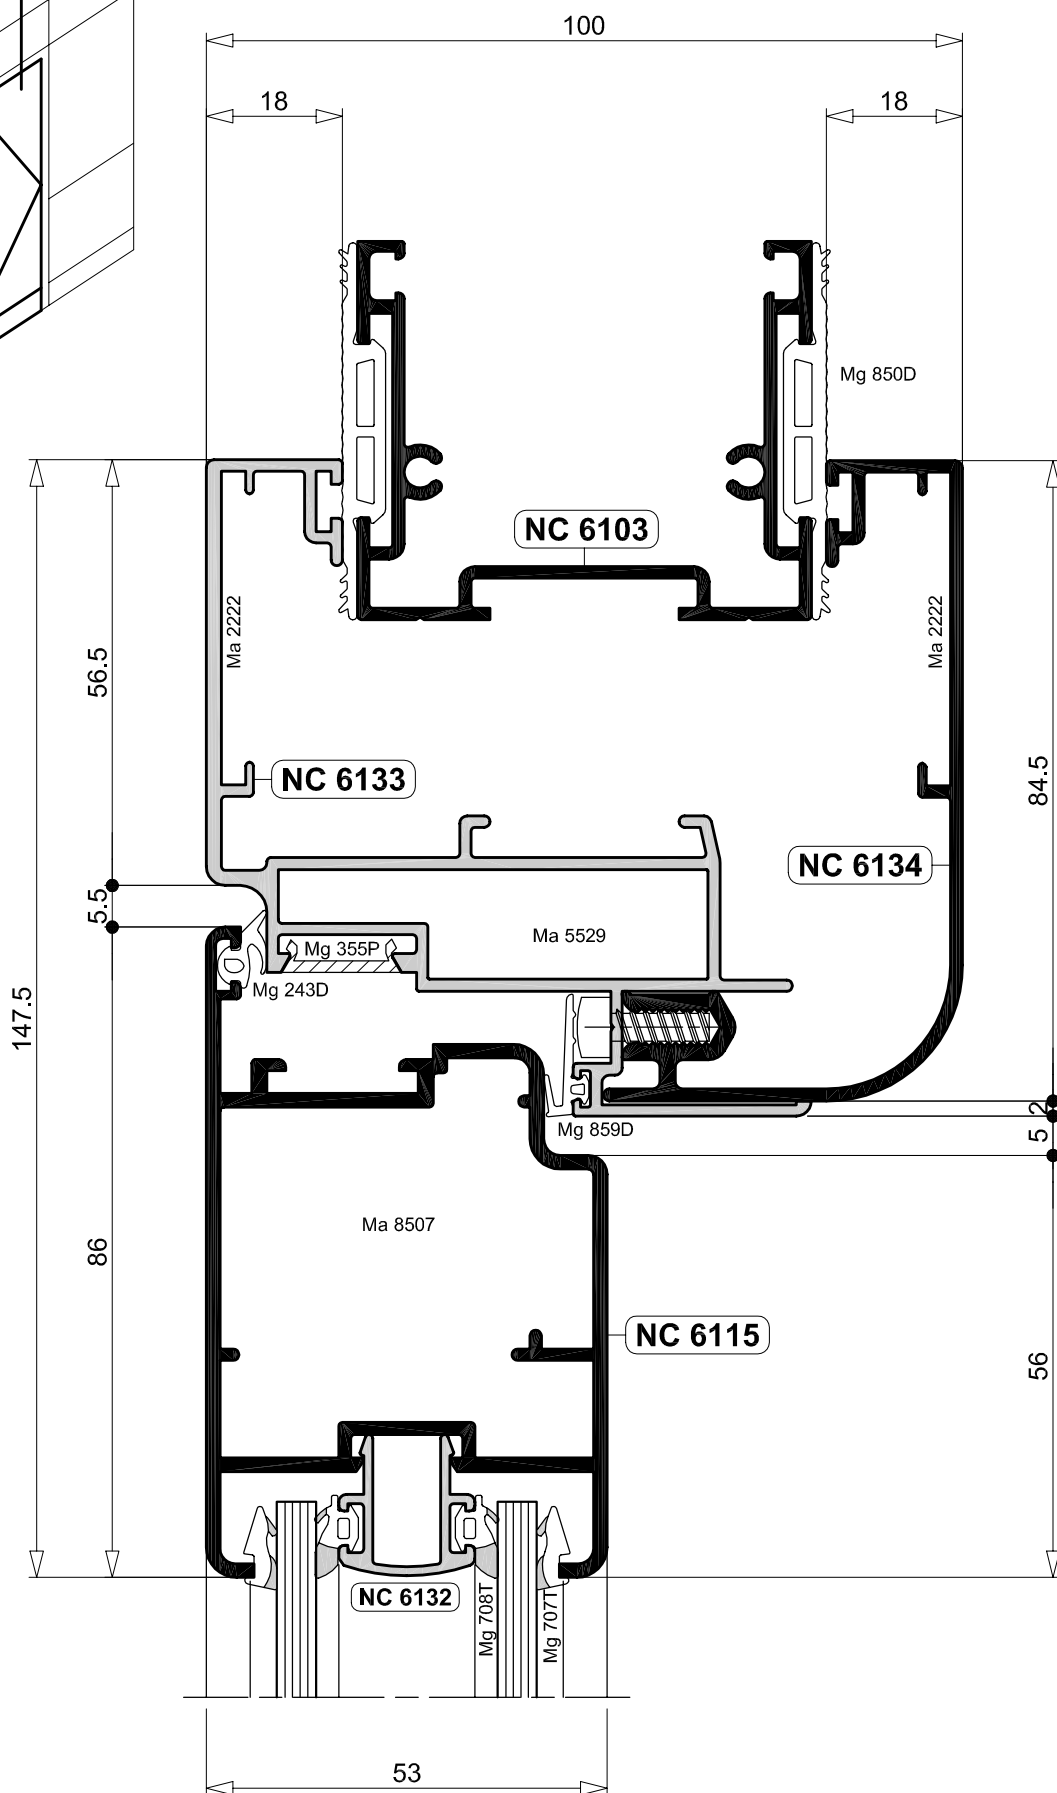 100
18
18
Mg 850D
NC 6103
Ma 2222
Ma 2222
56.5
NC 6133
84.5
NC 6134
5.5
Ma 5529
Mg 355P
Mg 243D
147.5
2
5
Mg 859D
Ma 8507
86
NC 6115
56
NC 6132
Mg 708T
Mg 707T
53